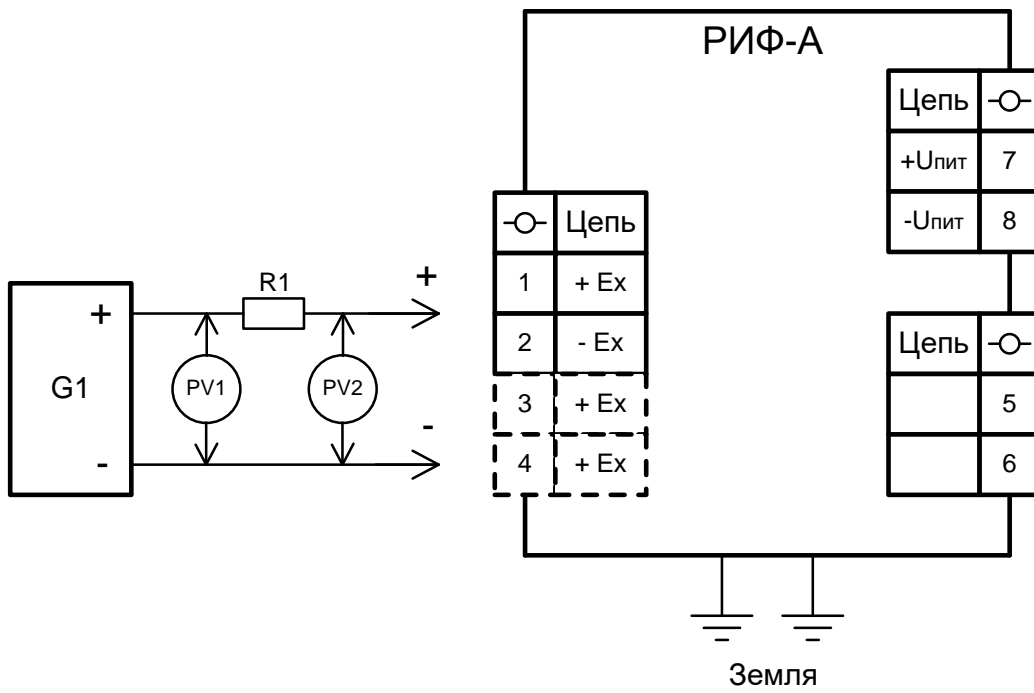 РИФ-А
Цепь
+Uпит 7
-Uпит 8
Цепь
1 + Ex
2 - Ex
3 + Ex
4 + Ex
R1
+
+
G1
PV1
PV2
-
-
Цепь
5
6
Земля